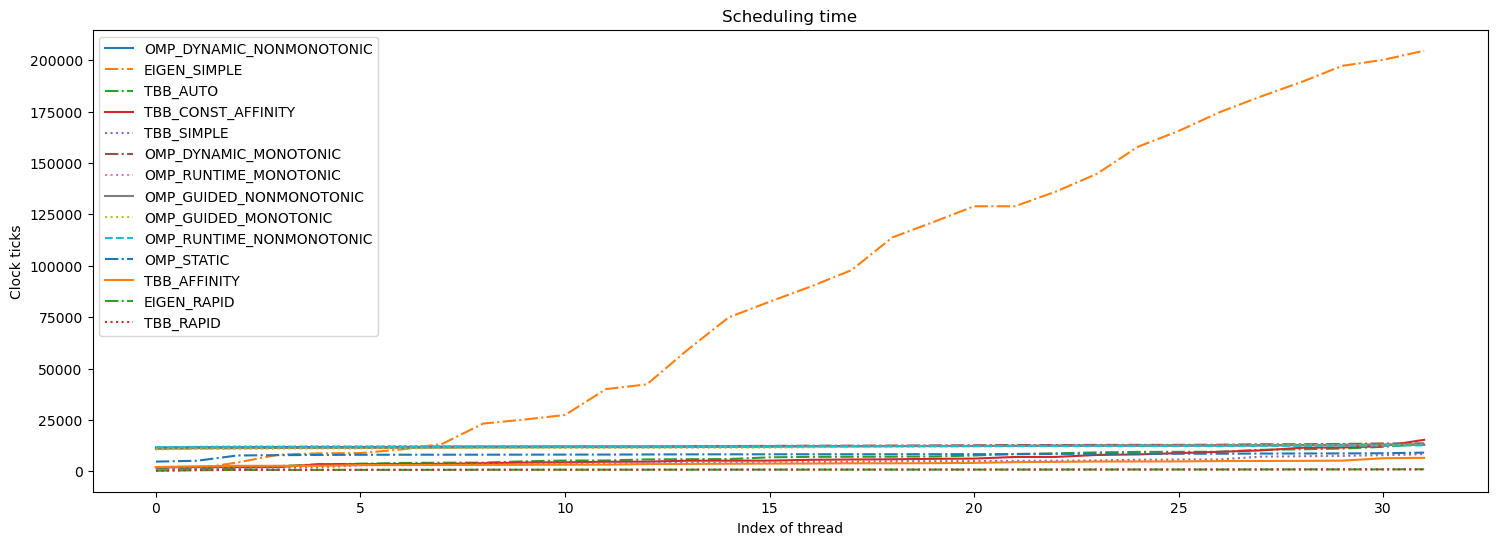 Scheduling time
OMP_DYNAMIC_NONMONOTONIC
EIGEN_SIMPLE
TBB_AUTO
TBB_CONST_AFFINITY
TBB_SIMPLE
OMP_DYNAMIC_MONOTONIC
OMP_RUNTIME_MONOTONIC
OMP_GUIDED_NONMONOTONIC
OMP_GUIDED_MONOTONIC
OMP_RUNTIME_NONMONOTONIC
OMP_STATIC
TBB_AFFINITY
EIGEN_RAPID
TBB_RAPID
Clock ticks
200000
175000
150000
125000
100000
75000
50000
25000
0
0 5 10 15 20 25 30
Index of thread